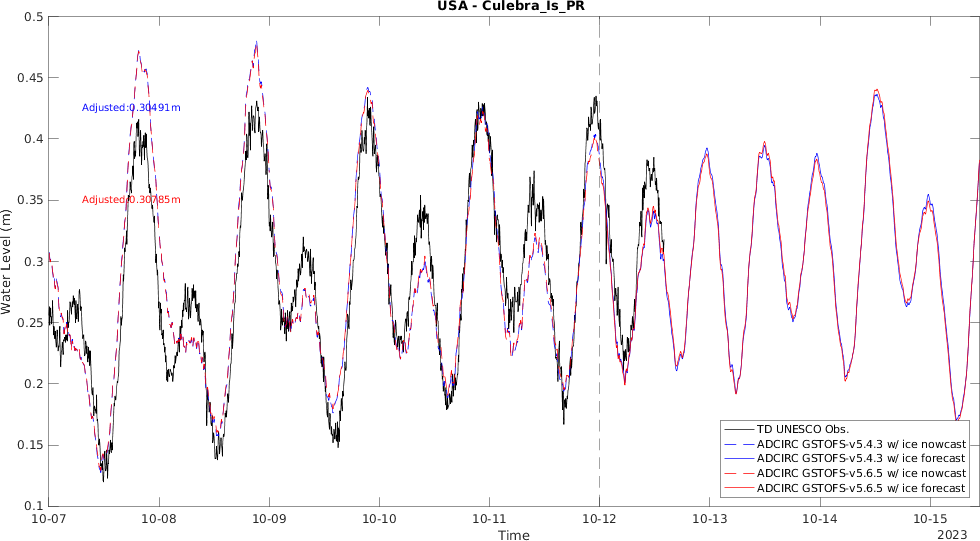 USA - Culebra_Is_PR
0.5
0.45
0.4
0.35
0.3
0.25
0.2
0.15
0.1
Water Level (m)
Adjusted:0.30491m
Adjusted:0.30785m
TD UNESCO Obs.
ADCIRC GSTOFS-v5.4.3 w/ ice nowcast
ADCIRC GSTOFS-v5.4.3 w/ ice forecast
ADCIRC GSTOFS-v5.6.5 w/ ice nowcast
ADCIRC GSTOFS-v5.6.5 w/ ice forecast
10-07 10-08 10-09 10-10 10-11 10-12 10-13 10-14 10-15
Time
2023